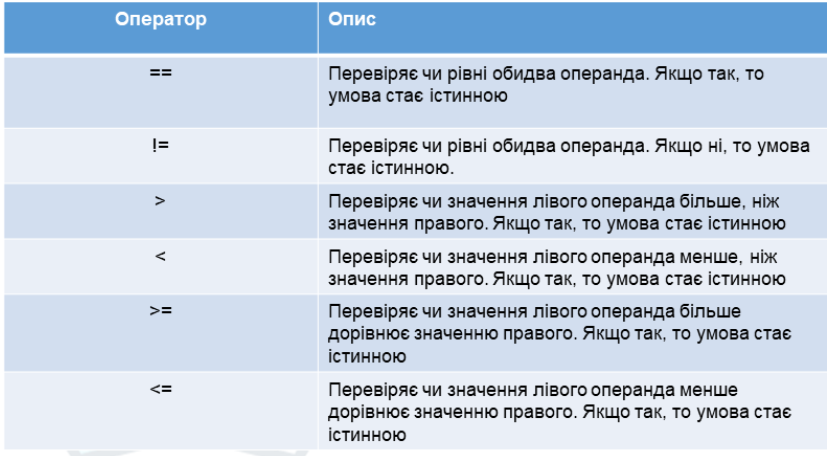 Оператор Опис
== Перевіряє чи рівні обидва операнда. Якщо так, то
умова стає істинною
!= Перевіряє чи рівні обидва операнда. Якщо ні, то умова
стає істинною.
> Перевіряє чи значення лівого операнда більше, ніж
значення правого. Якщо так, то умова стає істинною
< Перевіряє чи значення лівого операнда менше, ніж
значення правого. Якщо так, то умова стає істинною
>= Перевіряє чи значення лівого операнда більше
дорівнює значенню правого. Якщо так, то умова стає
істинною
<= Перевіряє чи значення лівого операнда менше
дорівнює значенню правого. Якщо так, то умова стає
істинною